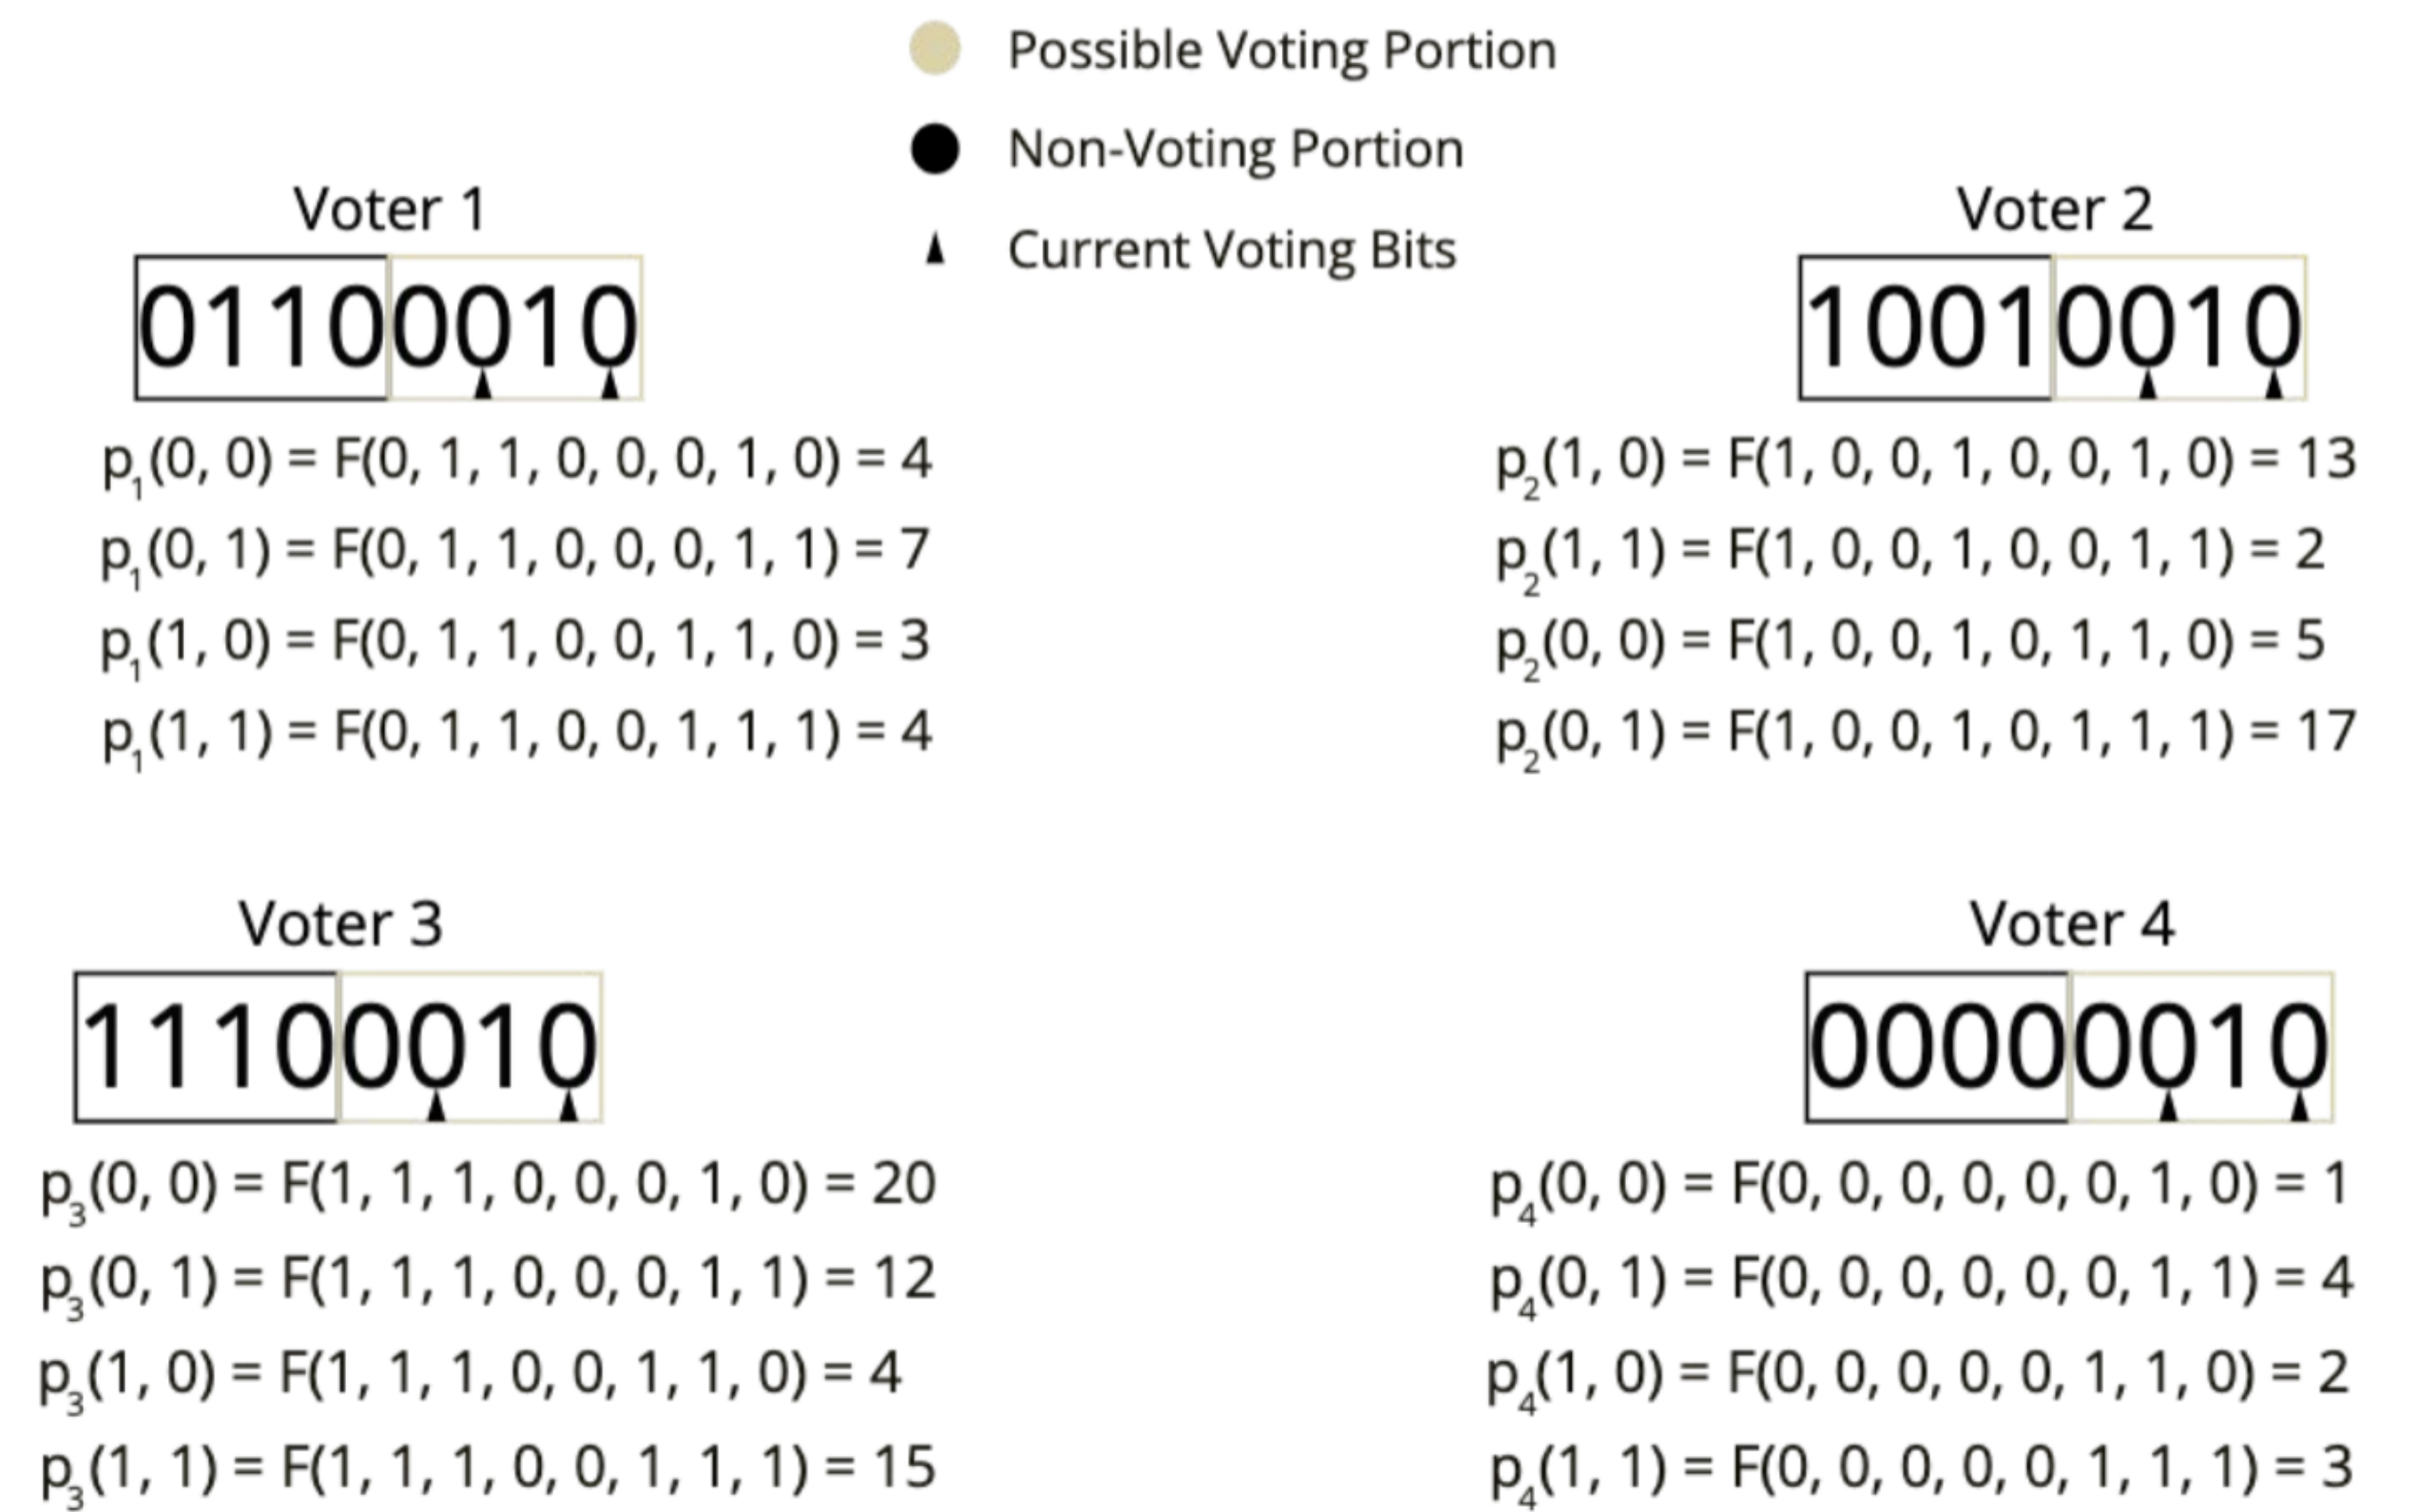 Possible Voting Portion
Non-Voting Portion
Current Voting Bits
Voter 1
01100010
p₁(0, 0) = F(0, 1, 1, 0, 0, 0, 1, 0) = 4
p₁(0, 1) = F(0, 1, 1, 0, 0, 0, 1, 1) = 7
p₁(1, 0) = F(0, 1, 1, 0, 0, 1, 1, 0) = 3
p₁(1, 1) = F(0, 1, 1, 0, 0, 1, 1, 1) = 4
Voter 2
10010010
p₂(1, 0) = F(1, 0, 0, 1, 0, 0, 1, 0) = 13
p₂(1, 1) = F(1, 0, 0, 1, 0, 0, 1, 1) = 2
p₂(0, 0) = F(1, 0, 0, 1, 0, 1, 1, 0) = 5
p₂(0, 1) = F(1, 0, 0, 1, 0, 1, 1, 1) = 17
Voter 3
11100010
p₃(0, 0) = F(1, 1, 1, 0, 0, 0, 1, 0) = 20
p₃(0, 1) = F(1, 1, 1, 0, 0, 0, 1, 1) = 12
p₃(1, 0) = F(1, 1, 1, 0, 0, 1, 1, 0) = 4
p₃(1, 1) = F(1, 1, 1, 0, 0, 1, 1, 1) = 15
Voter 4
00000010
p₄(0, 0) = F(0, 0, 0, 0, 0, 0, 1, 0) = 1
p₄(0, 1) = F(0, 0, 0, 0, 0, 0, 1, 1) = 4
p₄(1, 0) = F(0, 0, 0, 0, 0, 1, 1, 0) = 2
p₄(1, 1) = F(0, 0, 0, 0, 0, 1, 1, 1) = 3